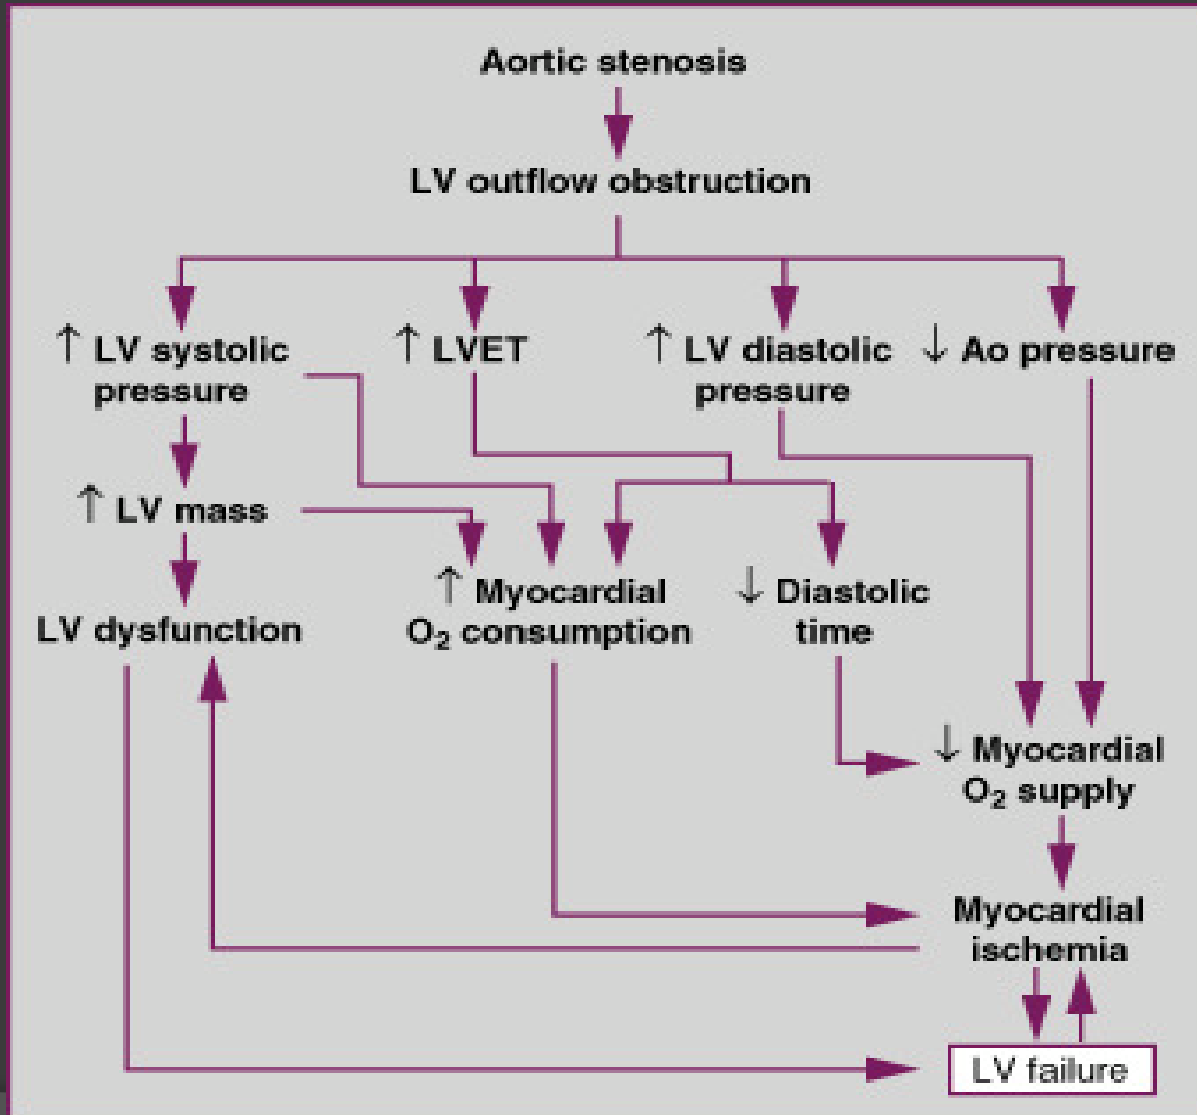 Aortic stenosis
LV outflow obstruction
↑ LV systolic
pressure
↑ LVET
↑ LV diastolic
pressure
↓ Ao pressure
↑ LV mass
LV dysfunction
↑ Myocardial
O₂ consumption
↓ Diastolic
time
↓ Myocardial
O₂ supply
Myocardial
ischemia
LV failure